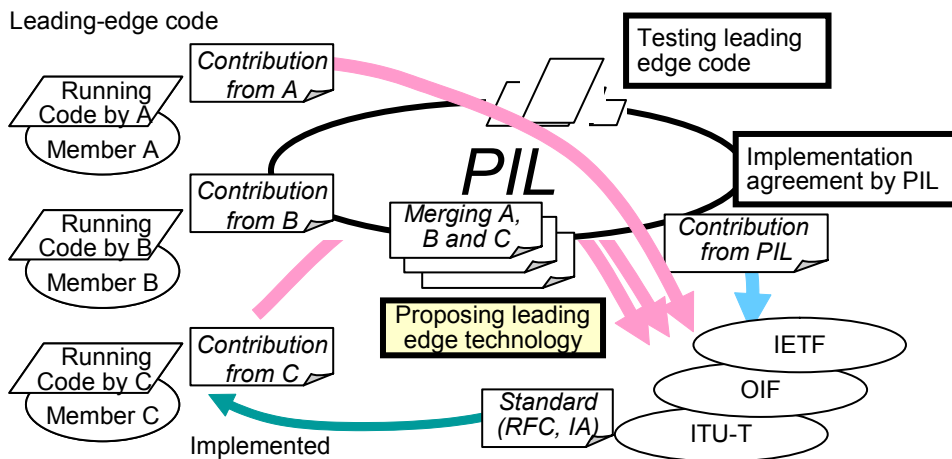 Leading-edge code
Contribution
from A
Testing leading
edge code
Running
Code by A
Member A
PIL
Implementation
agreement by PIL
Contribution
from B
Merging A,
B and C
Contribution
from PIL
Running
Code by B
Member B
Proposing leading
edge technology
IETF
Contribution
from C
Running
Code by C
Member C
OIF
Standard
(RFC, IA)
ITU-T
Implemented